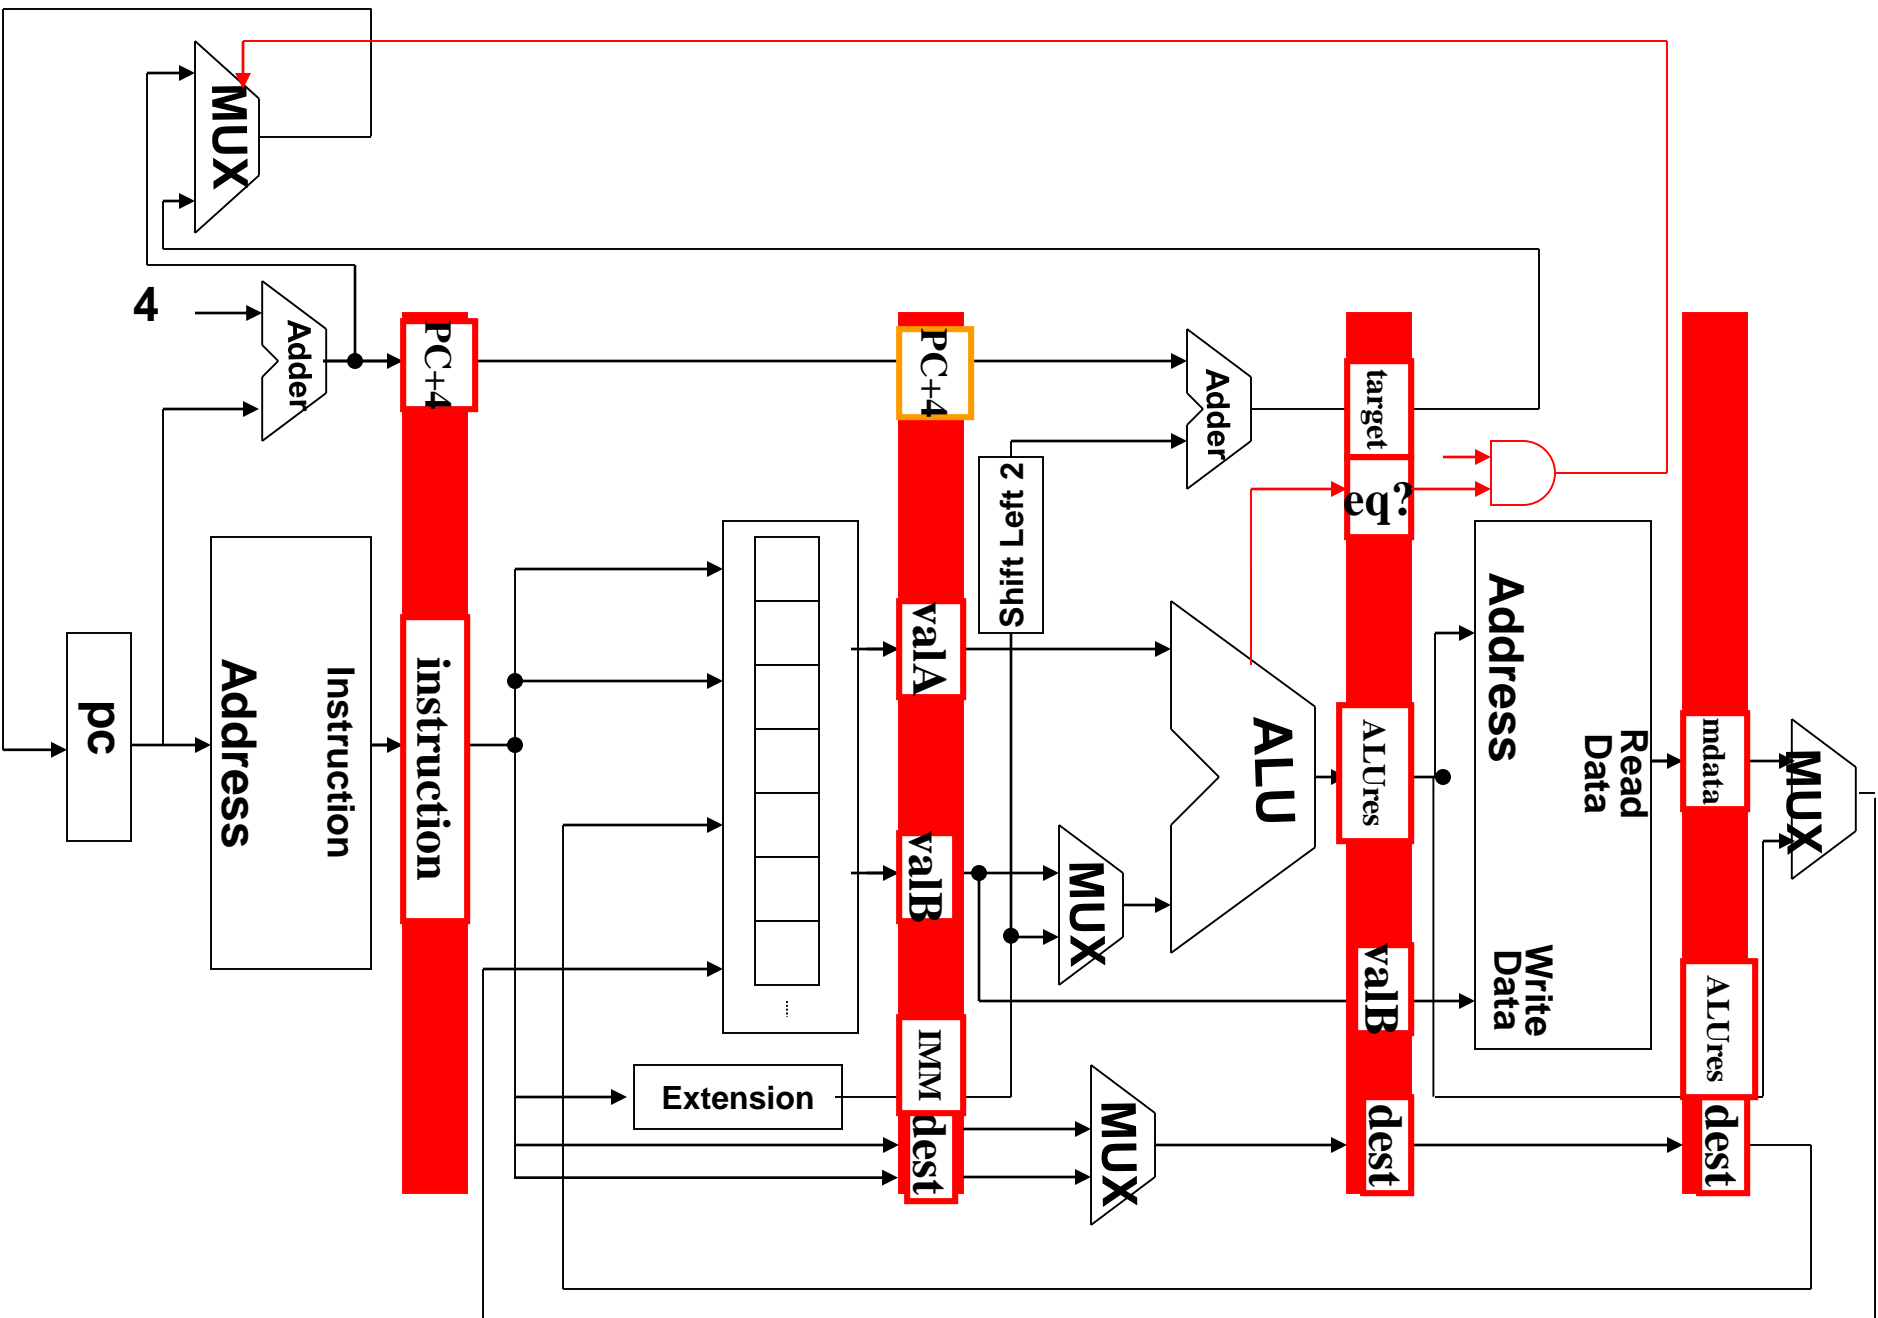 MUX
4
Adder
PC+4
PC+4
Adder
target
eq?
Shift Left 2
pc
Address
Instruction
instruction
valA
valB
ALU
MUX
ALUres
Address
Read
Data
Write
Data
valB
mdata
MUX
ALUres
Extension
IMM
dest
MUX
dest
dest